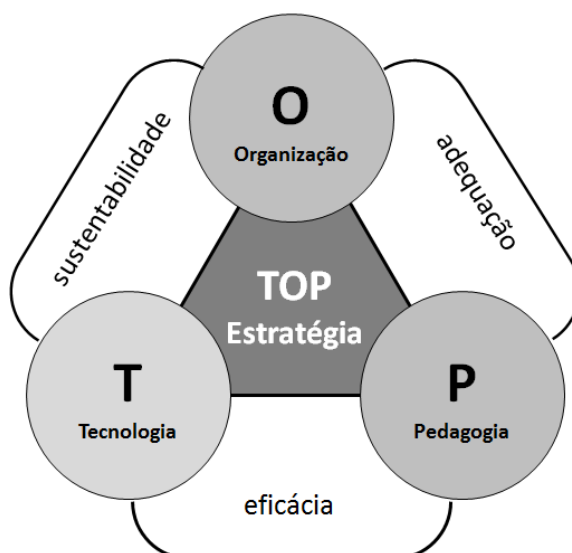 O
Organização
sustentabilidade
adequação
TOP
Estratégia
T
Tecnologia
P
Pedagogia
eficácia